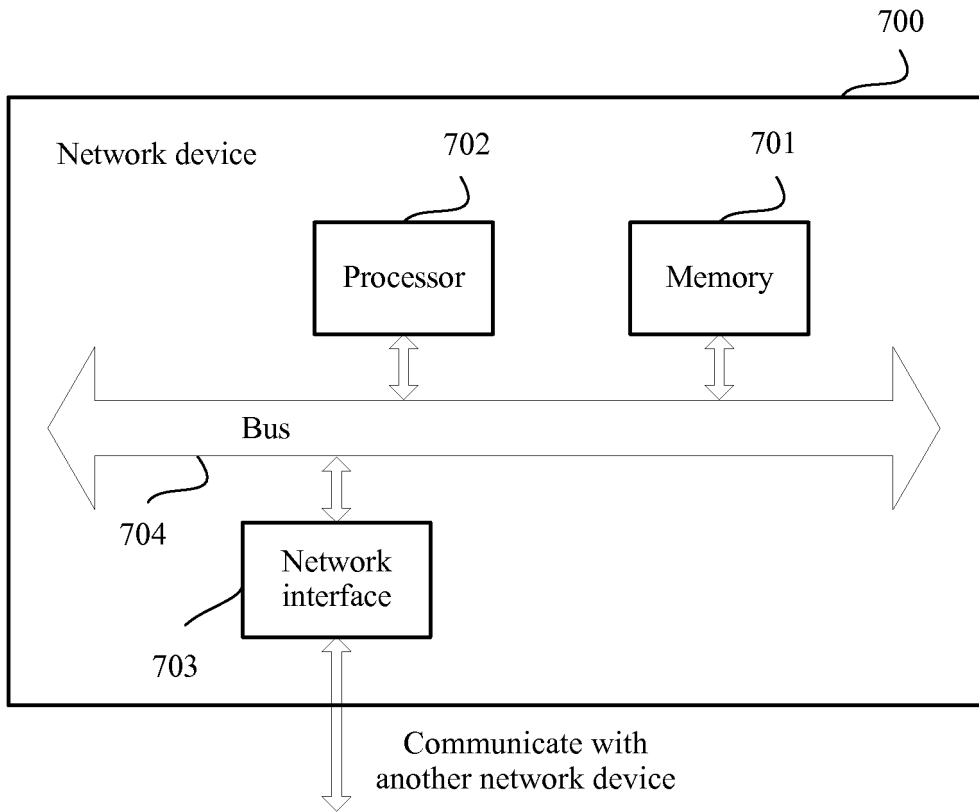 700
Network device
702
701
Processor
Memory
Bus
704
Network
interface
703
Communicate with
another network device